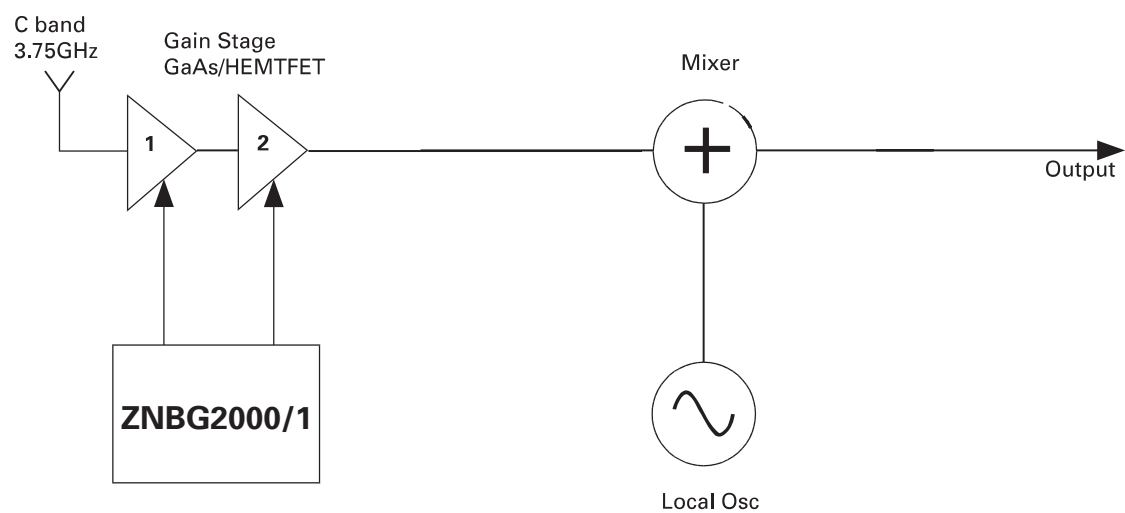 C band
3.75GHz
Gain Stage
GaAs/HEMTFET
Mixer
1
2
Output
ZNBG2000/1
Local Osc